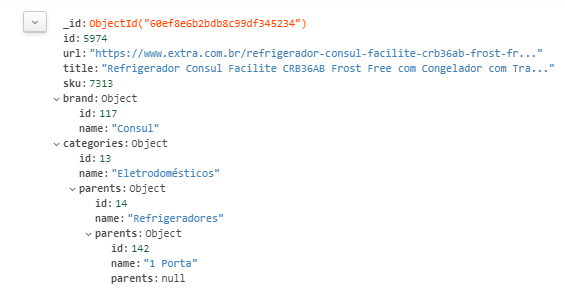 _id:ObjectId("60ef8e6b2bdb8c99df345234")
id:5974
url:"https://www.extra.com.br/refrigerador-consul-facilite-crb36ab-frost-fr..."
title:"Refrigerador Consul Facilite CRB36AB Frost Free com Congelador com Tra..."
sku:7313
brand:Object
id:117
name:"Consul"
categories:Object
id:13
name:"Eletrodomésticos"
parents:Object
id:14
name:"Refrigeradores"
parents:Object
id:142
name:"1 Porta"
parents:null